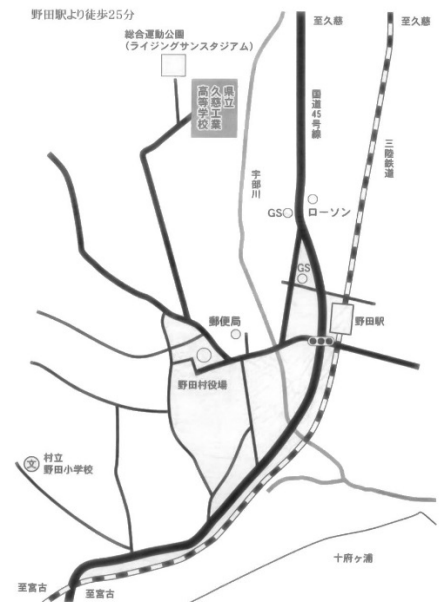 野田駅より徒歩25分
至久慈
至久慈
総合運動公園
(ライジングサンスタジアム)
県立
久慈工業
高等学校
国道45号線
三陸鉄道
宇部川
GS
ローソン
GS
野田駅
郵便局
野田村役場
文
村立
野田小学校
十府ヶ浦
至宮古
至宮古